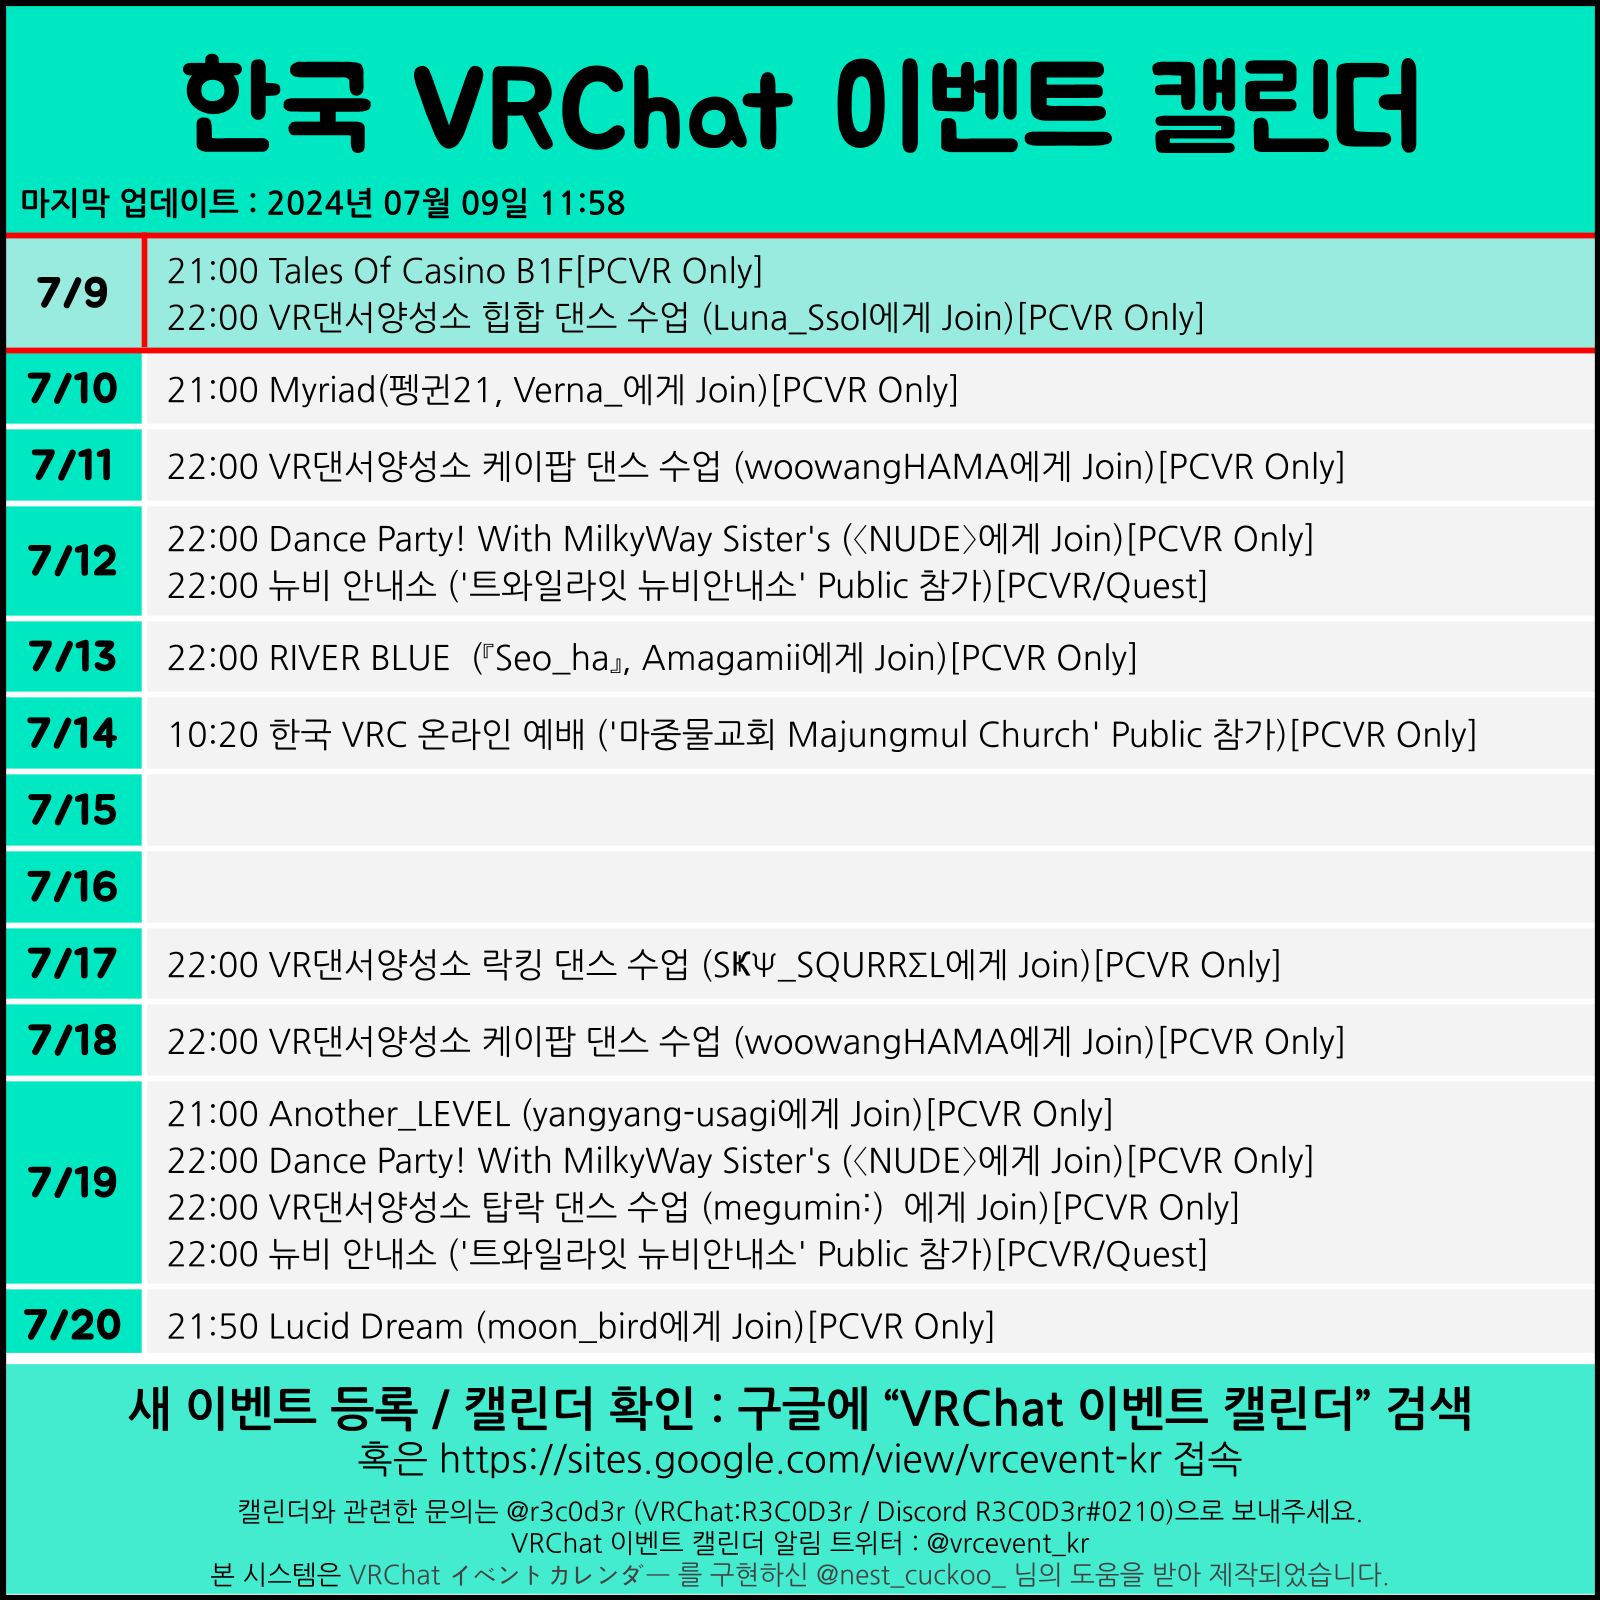 한국 VRChat 이벤트 캘린더
마지막 업데이트 : 2024년 07월 09일 11:58
7/9
21:00 Tales Of Casino B1F[PCVR Only]
22:00 VR댄서양성소 힙합 댄스 수업 (Luna_Ssol에게 Join)[PCVR Only]
7/10
21:00 Myriad(펭귄21, Verna_에게 Join)[PCVR Only]
7/11
22:00 VR댄서양성소 케이팝 댄스 수업 (woowangHAMA에게 Join)[PCVR Only]
7/12
22:00 Dance Party! With MilkyWay Sister's (〈NUDE〉에게 Join)[PCVR Only]
22:00 뉴비 안내소 ('트와일라잇 뉴비안내소' Public 참가)[PCVR/Quest]
7/13
22:00 RIVER BLUE  (『Seo_ha』, Amagamii에게 Join)[PCVR Only]
7/14
10:20 한국 VRC 온라인 예배 ('마중물교회 Majungmul Church' Public 참가)[PCVR Only]
7/15
7/16
7/17
22:00 VR댄서양성소 락킹 댄스 수업 (S₭Ψ_SQURRΣL에게 Join)[PCVR Only]
7/18
22:00 VR댄서양성소 케이팝 댄스 수업 (woowangHAMA에게 Join)[PCVR Only]
7/19
21:00 Another_LEVEL (yangyang-usagi에게 Join)[PCVR Only]
22:00 Dance Party! With MilkyWay Sister's (〈NUDE〉에게 Join)[PCVR Only]
22:00 VR댄서양성소 탑락 댄스 수업 (megumin:)  에게 Join)[PCVR Only]
22:00 뉴비 안내소 ('트와일라잇 뉴비안내소' Public 참가)[PCVR/Quest]
7/20
21:50 Lucid Dream (moon_bird에게 Join)[PCVR Only]
새 이벤트 등록 / 캘린더 확인 : 구글에 “VRChat 이벤트 캘린더” 검색
혹은 https://sites.google.com/view/vrcevent-kr 접속
캘린더와 관련한 문의는 @r3c0d3r (VRChat:R3C0D3r / Discord R3C0D3r#0210)으로 보내주세요.
VRChat 이벤트 캘린더 알림 트위터 : @vrcevent_kr
본 시스템은 VRChat イベントカレンダー 를 구현하신 @nest_cuckoo_ 님의 도움을 받아 제작되었습니다.